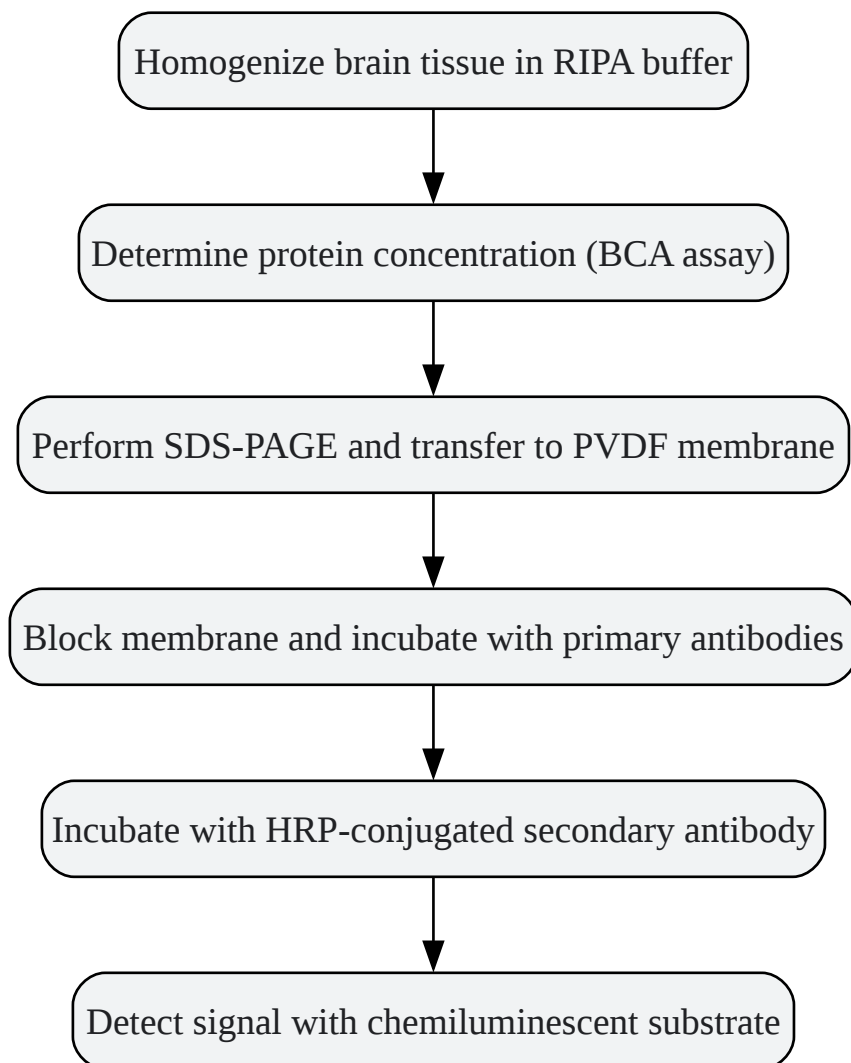 Homogenize brain tissue in RIPA buffer
Determine protein concentration (BCA assay)
Perform SDS-PAGE and transfer to PVDF membrane
Block membrane and incubate with primary antibodies
Incubate with HRP-conjugated secondary antibody
Detect signal with chemiluminescent substrate